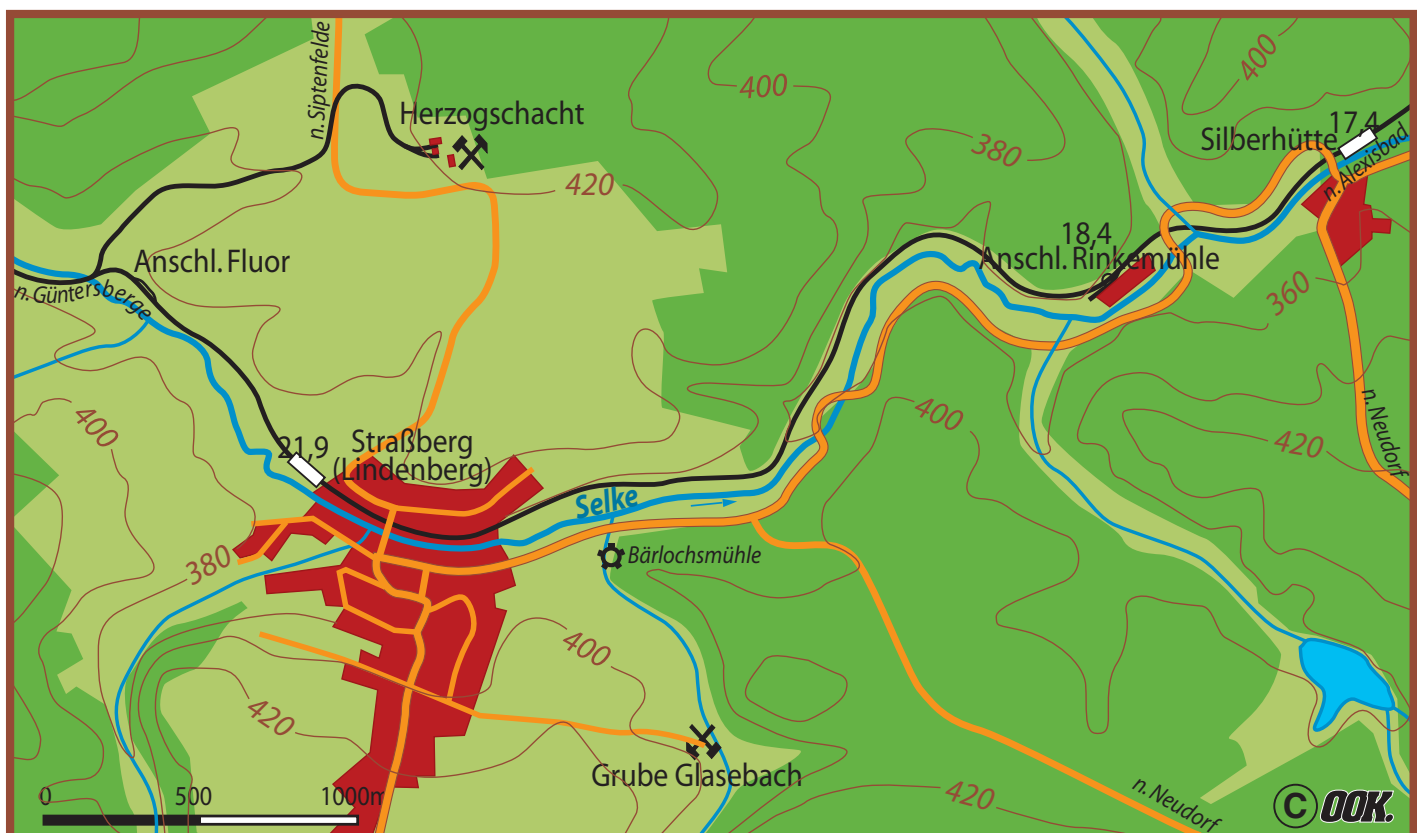 n. Siptenfelde
Herzogschacht
400
400
380
420
Silberhütte
17,4
n. Alexisbad
Anschl. Fluor
n. Güntersberge
18,4
Anschl. Rinkemühle
360
400
21,9
Straßberg
(Lindenberg)
400
420
n. Neudorf
Selke
380
Bärlochsmühle
400
420
Grube Glasebach
420
n. Neudorf
0 500 1000m
© OOK.